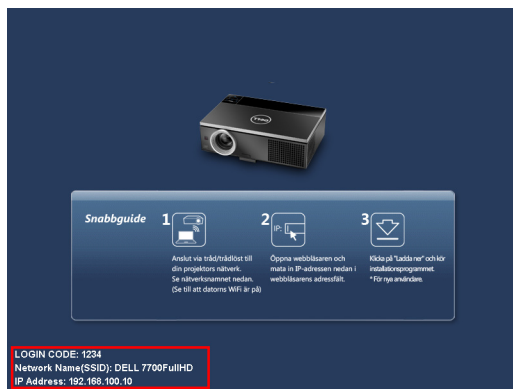 DELL
Snabbguide
1
IP:
2
3
Anslut via tråd/trådlöst till
din projektors nätverk.
Se nätverksnamnet nedan.
(Se till att datorns WiFi är på)
Öppna webbläsaren och
mata in IP-adressen nedan i
webbläsarens adressfält.
Klicka på "Ladda ner" och kör
installationsprogrammet.
* För nya användare.
LOGIN CODE: 1234
Network Name(SSID): DELL 7700FullHD
IP Address: 192.168.100.10